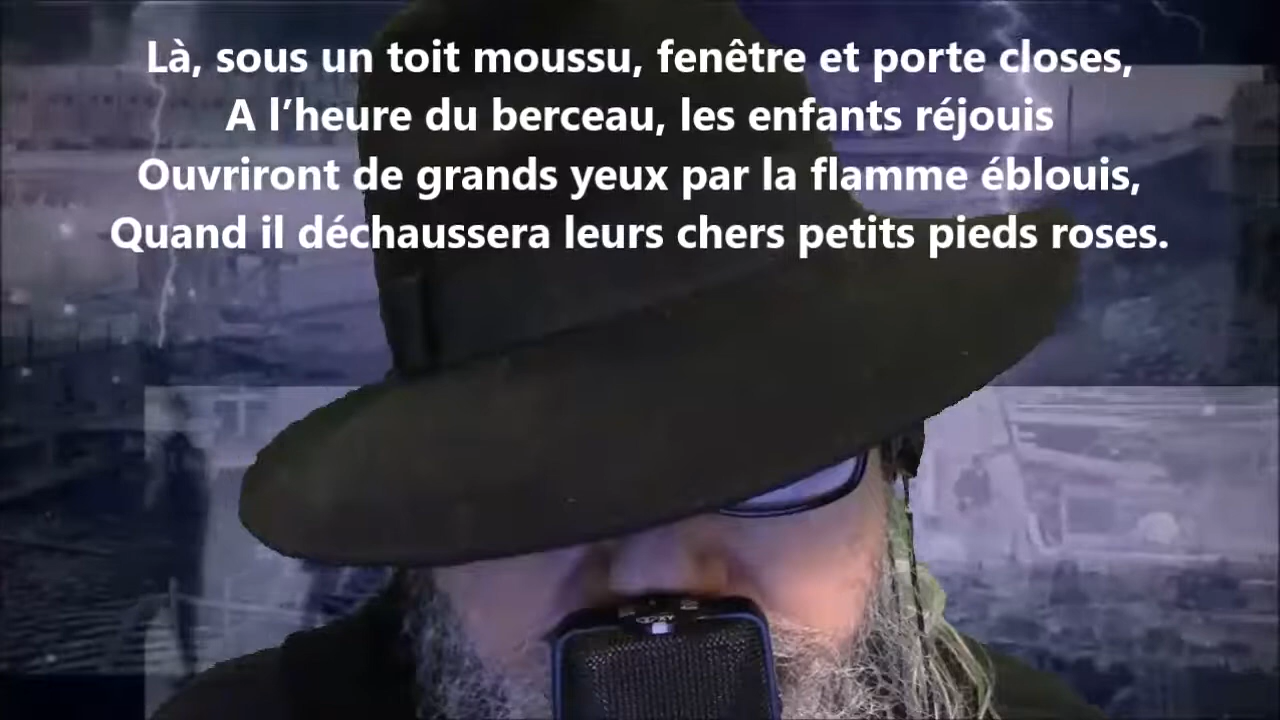 Là, sous un toit moussu, fenêtre et porte closes,
A l’heure du berceau, les enfants réjouis
Ouvriront de grands yeux par la flamme éblouis,
Quand il déchaussera leurs chers petits pieds roses.